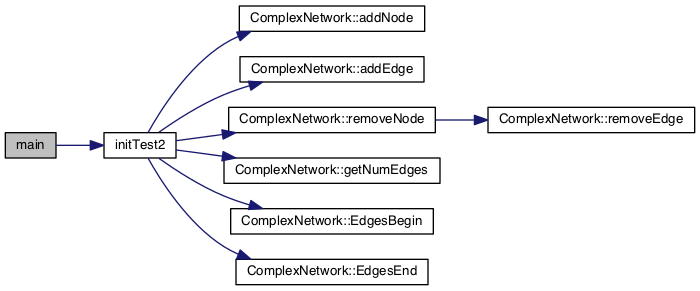 ComplexNetwork::addNode
ComplexNetwork::addEdge
ComplexNetwork::removeNode
ComplexNetwork::removeEdge
main
initTest2
ComplexNetwork::getNumEdges
ComplexNetwork::EdgesBegin
ComplexNetwork::EdgesEnd